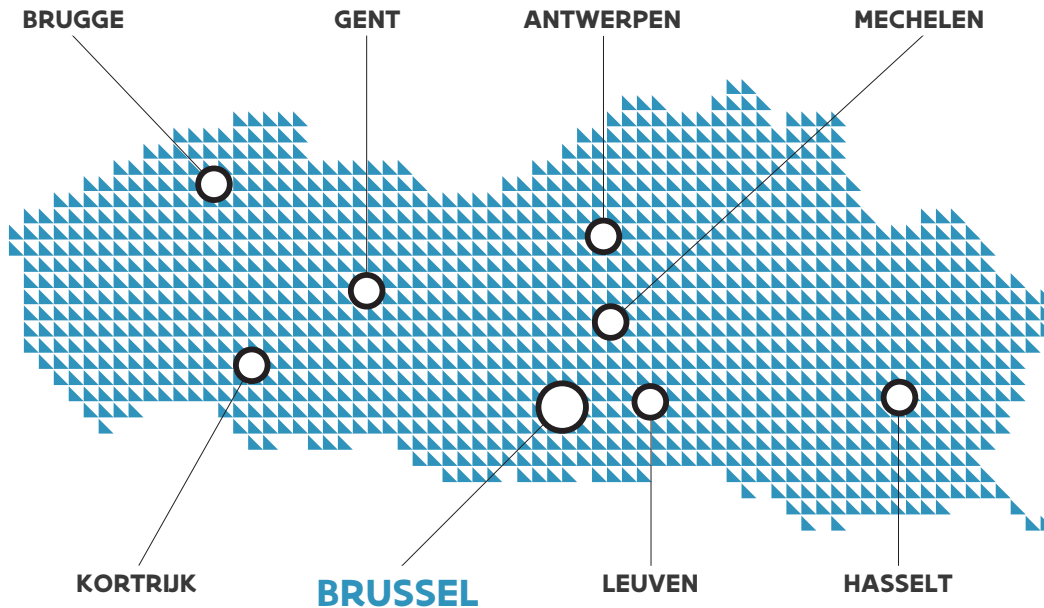 BRUGGE
GENT
ANTWERPEN
MECHELEN
KORTRIJK
BRUSSEL
LEUVEN
HASSELT